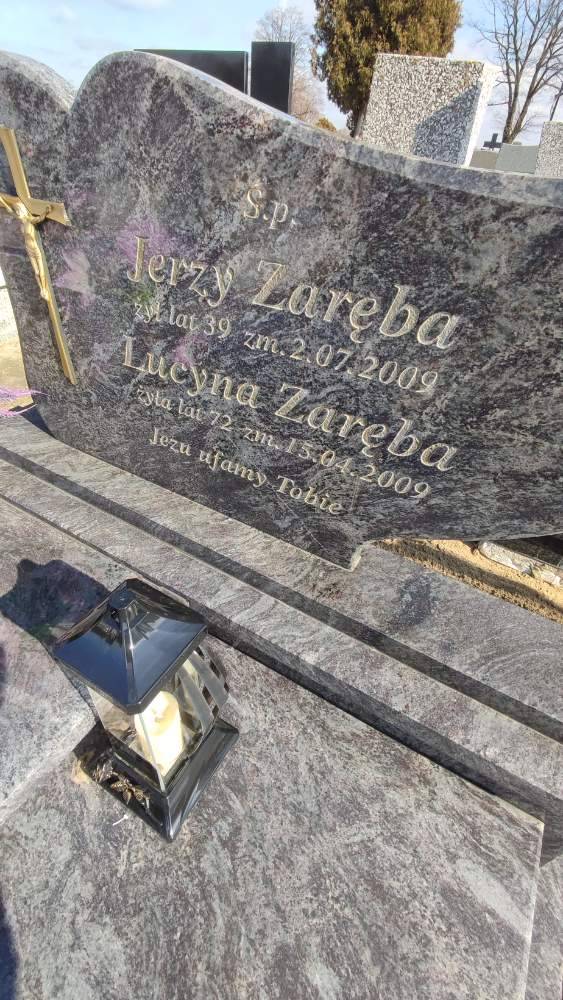 Ś.p.
Jerzy Zaręba
żył lat 39 zm. 2.07.2009
Lucyna Zaręba
żyła lat 72 zm. 15.04.2009
Jezu ufamy Tobie